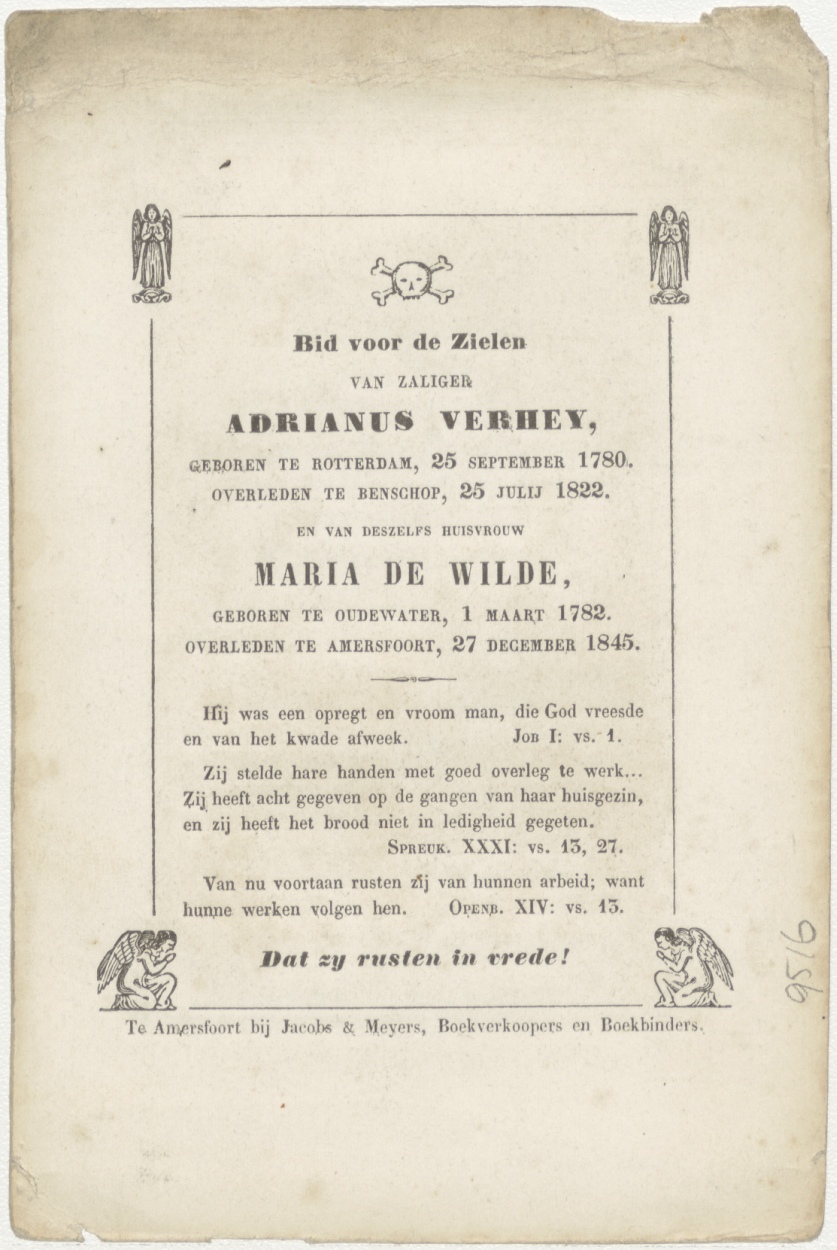 Bid voor de Zielen
VAN ZALIGER
ADRIANUS VERHEY,
GEBOREN TE ROTTERDAM, 25 SEPTEMBER 1780.
OVERLEDEN TE BENSCHOP, 25 JULIJ 1822.
EN VAN DESZELFS HUISVROUW
MARIA DE WILDE,
GEBOREN TE OUDEWATER, 1 MAART 1782.
OVERLEDEN TE AMERSFOORT, 27 DECEMBER 1845.
Hij was een opregt en vroom man, die God vreesde
en van het kwade afweek. JOB I: vs. 1.
Zij stelde hare handen met goed overleg te werk...
Zij heeft acht gegeven op de gangen van haar huisgezin,
en zij heeft het brood niet in ledigheid gegeten.
SPREUK. XXXI: vs. 13, 27.
Van nu voortaan rusten zij van hunnen arbeid; want
hunne werken volgen hen. OPENB. XIV: vs. 13.
Dat zy rusten in vrede!
Te Amersfoort bij Jacobs & Meyers, Boekverkoopers en Boekbinders.
9516